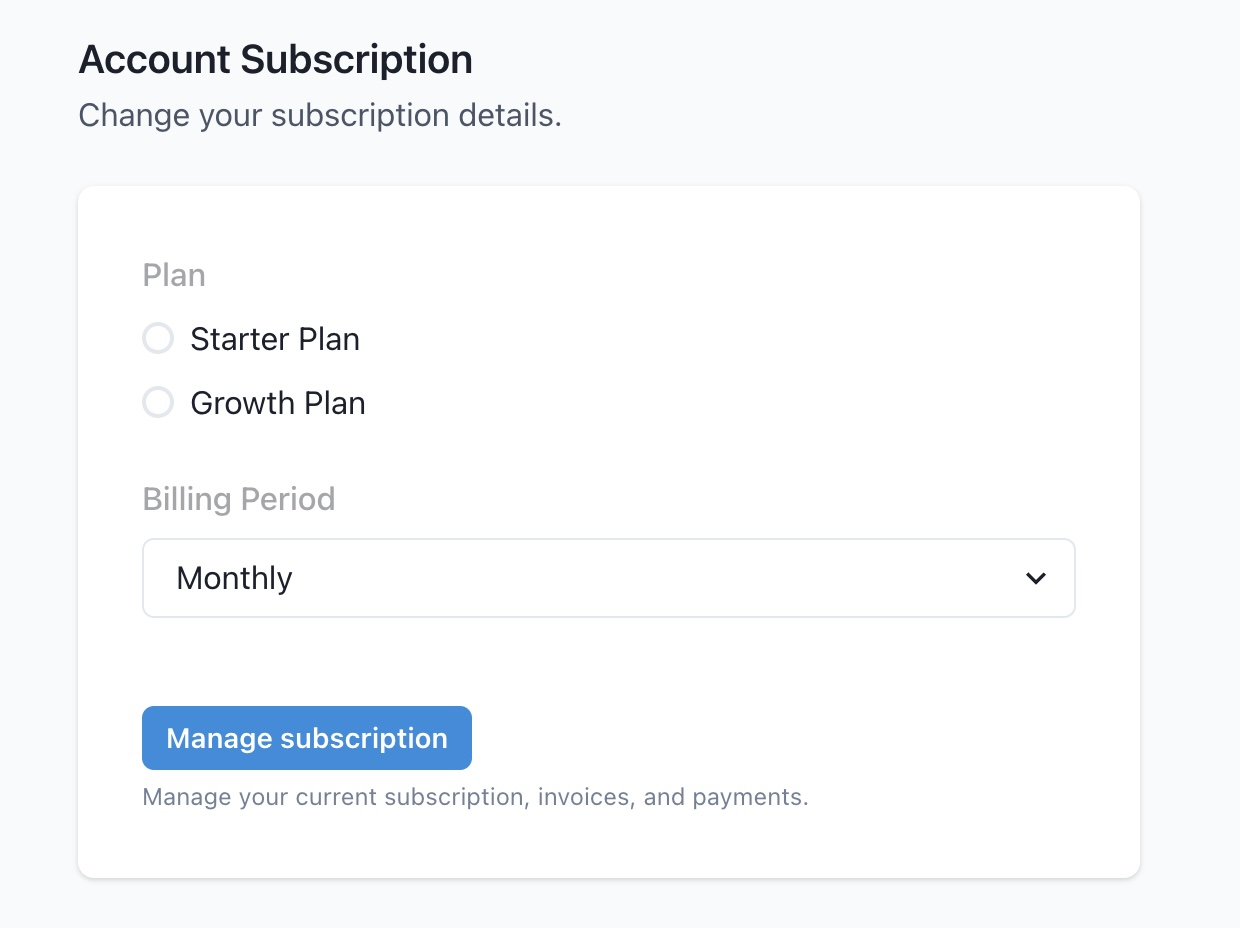 Account Subscription
Change your subscription details.
Plan
Starter Plan
Growth Plan
Billing Period
Monthly
Manage subscription
Manage your current subscription, invoices, and payments.